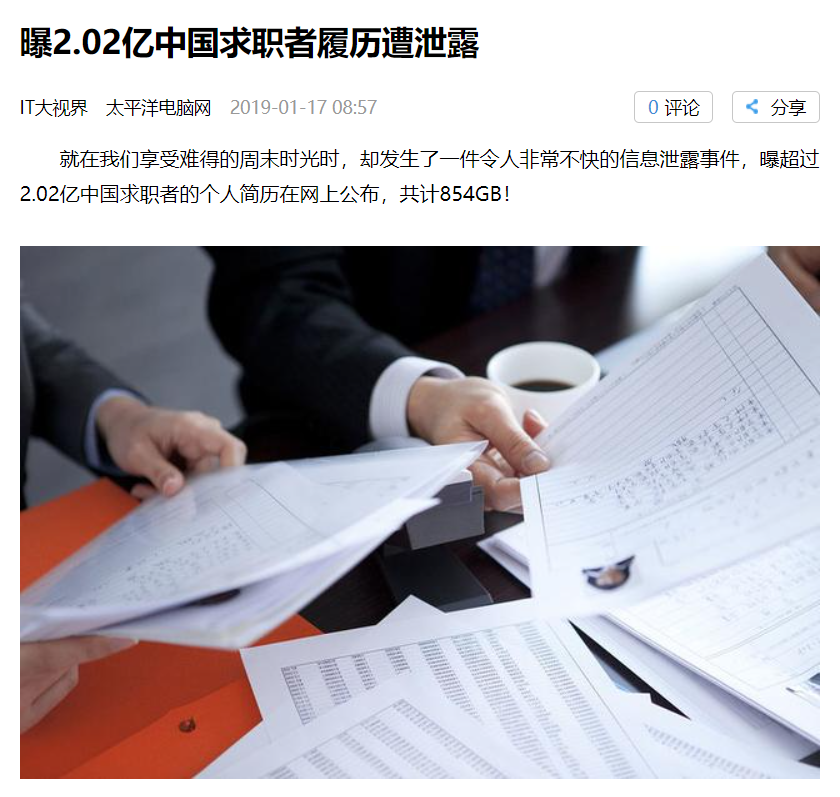 曝2.02亿中国求职者履历遭泄露
IT大视界 太平洋电脑网 2019-01-17 08:57 0 评论 分享
就在我们享受难得的周末时光时，却发生了一件令人非常不快的信息泄露事件，曝超过
2.02亿中国求职者的个人简历在网上公布，共计854GB！